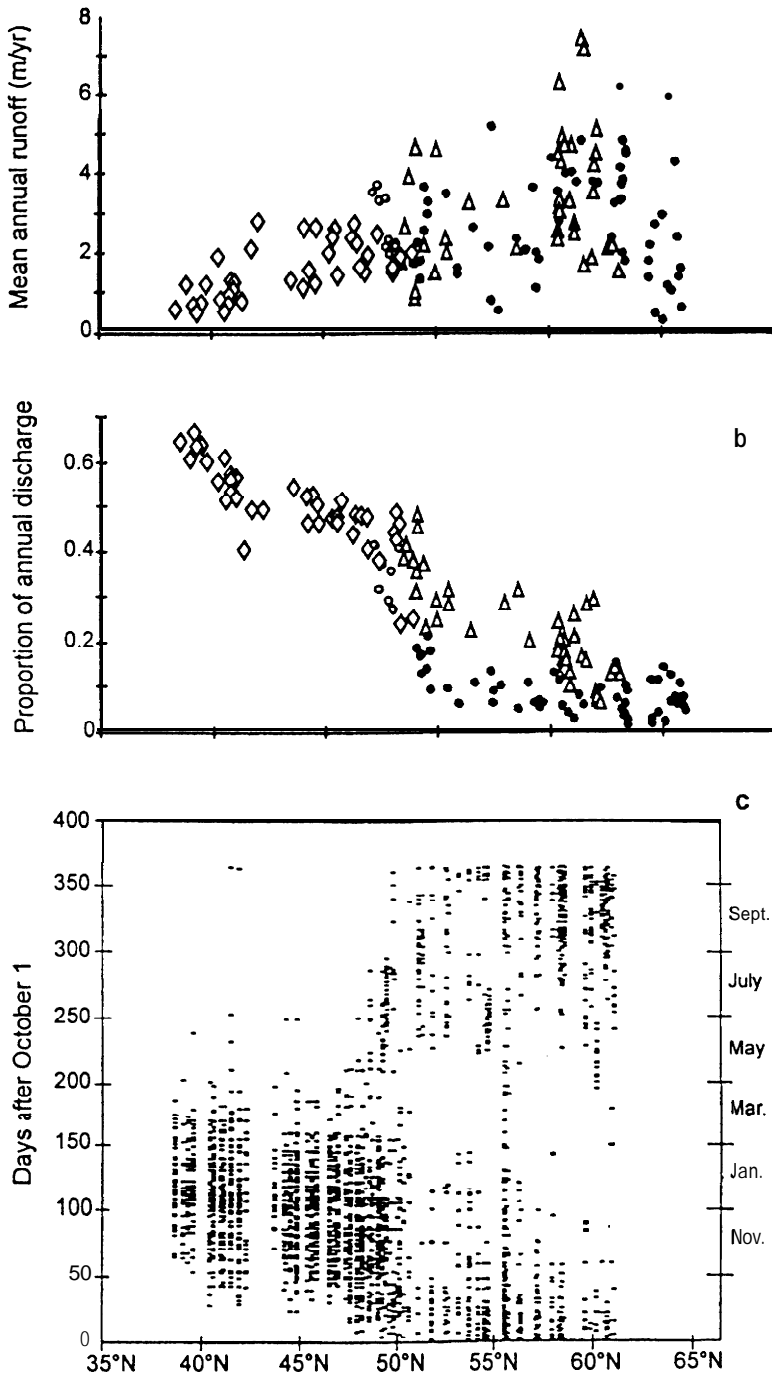 Mean annual runoff (m/yr)
8
6
4
2
0
Proportion of annual discharge
b
0.6
0.4
0.2
0
c
Days after October 1
400
350
300
250
200
150
100
50
0
Sept.
July
May
Mar.
Jan.
Nov.
35°N 40°N 45°N 50°N 55°N 60°N 65°N